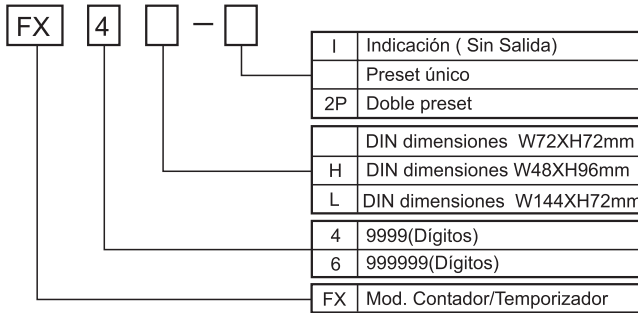 FX 4 —
I Indicación ( Sin Salida)
Preset único
2P Doble preset
DIN dimensiones W72XH72mm
H DIN dimensiones W48XH96mm
L DIN dimensiones W144XH72mm
4 9999(Dígitos)
6 999999(Dígitos)
FX Mod. Contador/Temporizador